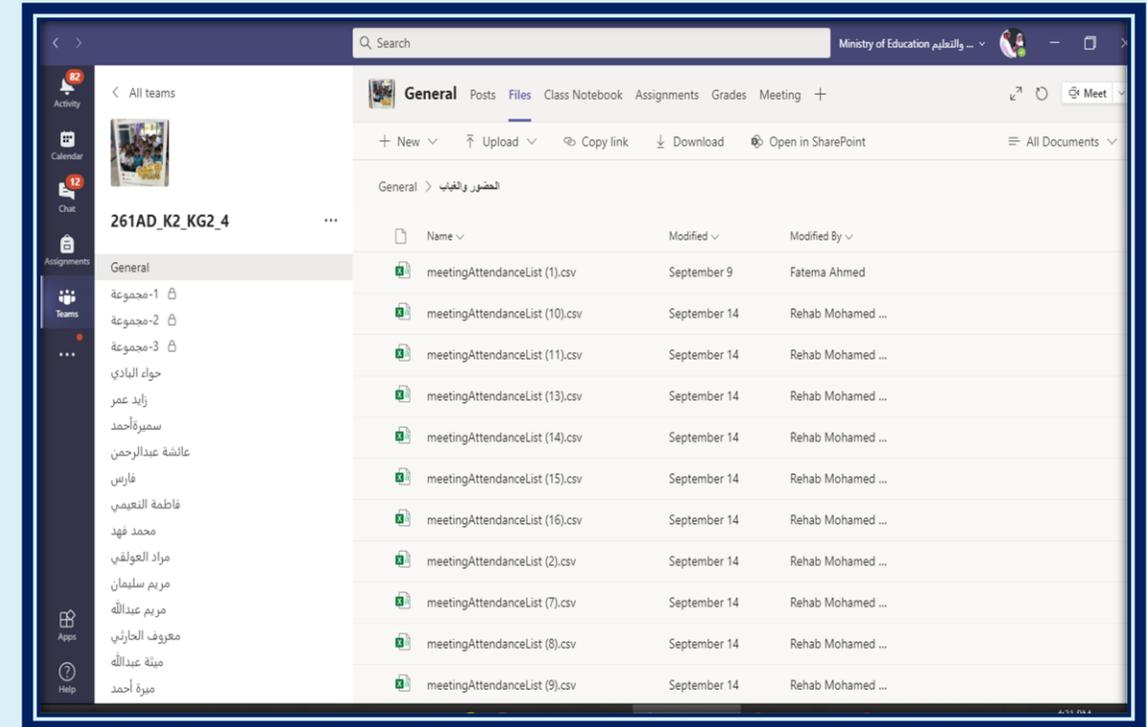 Search
Ministry of Education والتعليم ...
82
Activity
Calendar
12
Chat
Assignments
Teams
Apps
Help
All teams
261AD_K2_KG2_4
General
1-مجموعة
2-مجموعة
3-مجموعة
حواء البادي
زايد عمر
سميرةأحمد
عائشة عبدالرحمن
فارس
فاطمة النعيمي
محمد فهد
مراد العولقي
مريم سليمان
مريم عبدالله
معروف الحارثي
ميثة عبدالله
ميرة أحمد
General Posts Files Class Notebook Assignments Grades Meeting +
Meet
+ New Upload Copy link Download Open in SharePoint All Documents
General > الحضور والغياب
Name Modified Modified By
meetingAttendanceList (1).csv September 9 Fatema Ahmed
meetingAttendanceList (10).csv September 14 Rehab Mohamed ...
meetingAttendanceList (11).csv September 14 Rehab Mohamed ...
meetingAttendanceList (13).csv September 14 Rehab Mohamed ...
meetingAttendanceList (14).csv September 14 Rehab Mohamed ...
meetingAttendanceList (15).csv September 14 Rehab Mohamed ...
meetingAttendanceList (16).csv September 14 Rehab Mohamed ...
meetingAttendanceList (2).csv September 14 Rehab Mohamed ...
meetingAttendanceList (7).csv September 14 Rehab Mohamed ...
meetingAttendanceList (8).csv September 14 Rehab Mohamed ...
meetingAttendanceList (9).csv September 14 Rehab Mohamed ...